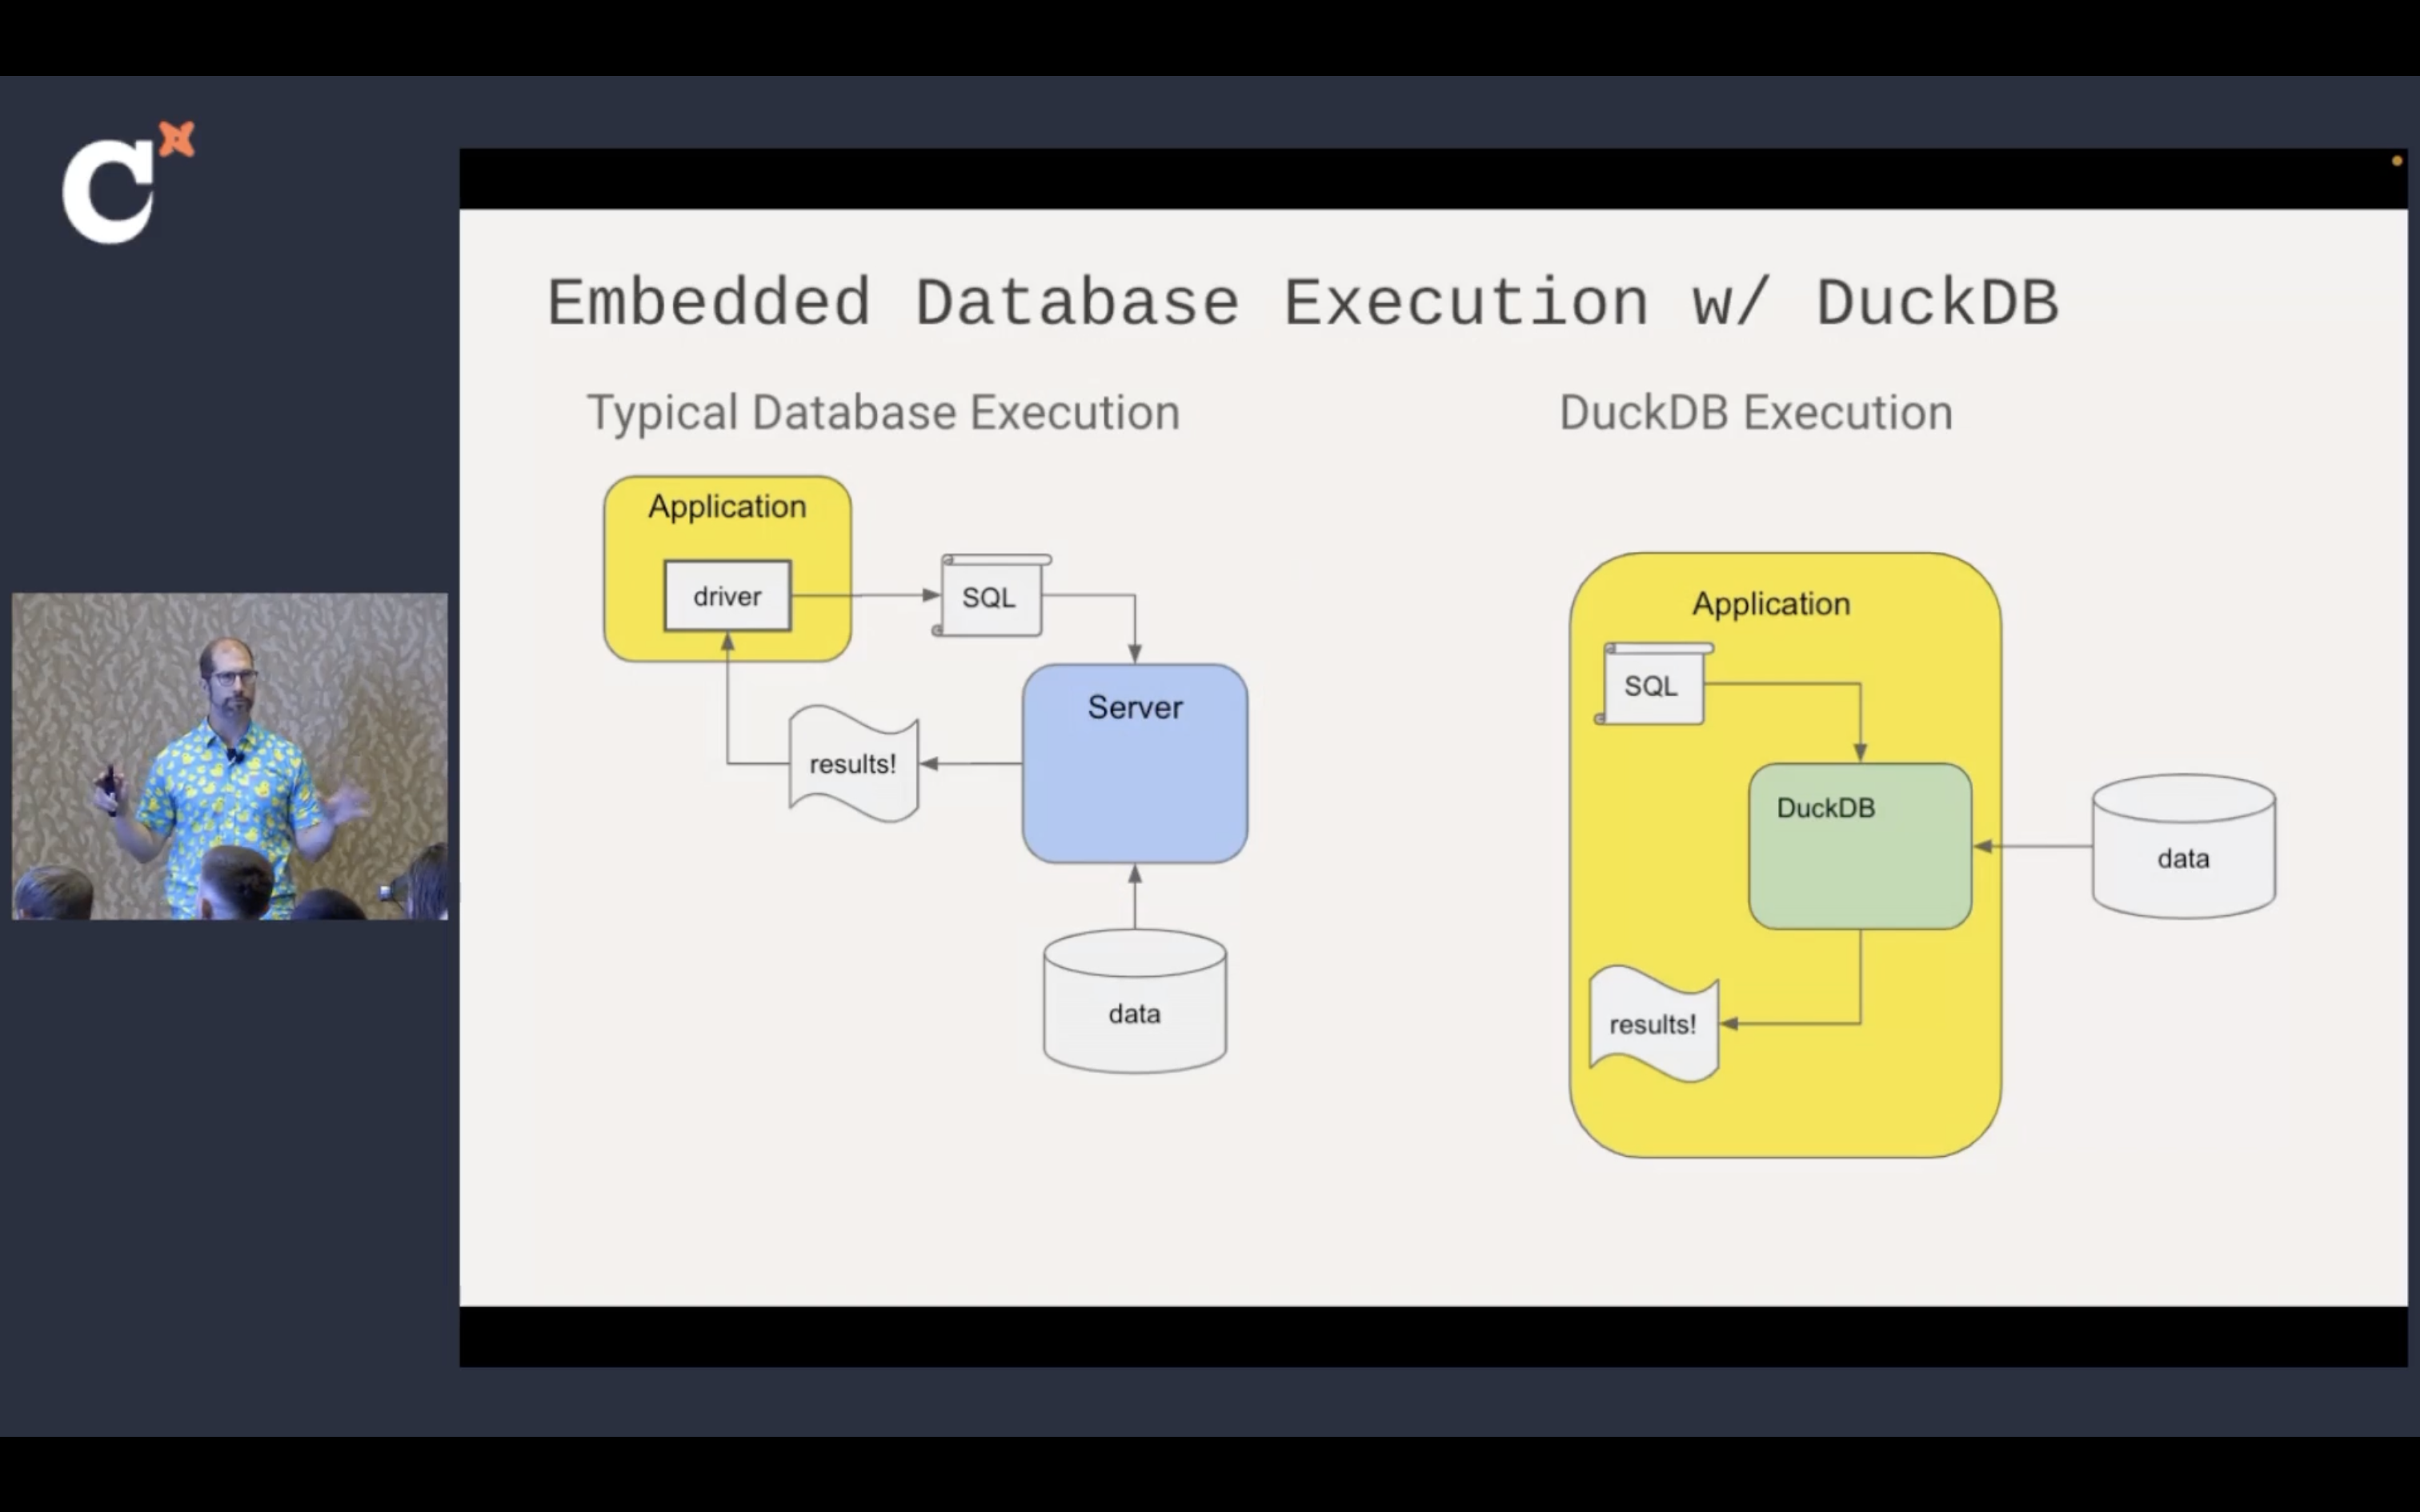 C
Embedded Database Execution w/ DuckDB
Typical Database Execution
Application
driver
SQL
Server
results!
data
DuckDB Execution
Application
SQL
DuckDB
data
results!